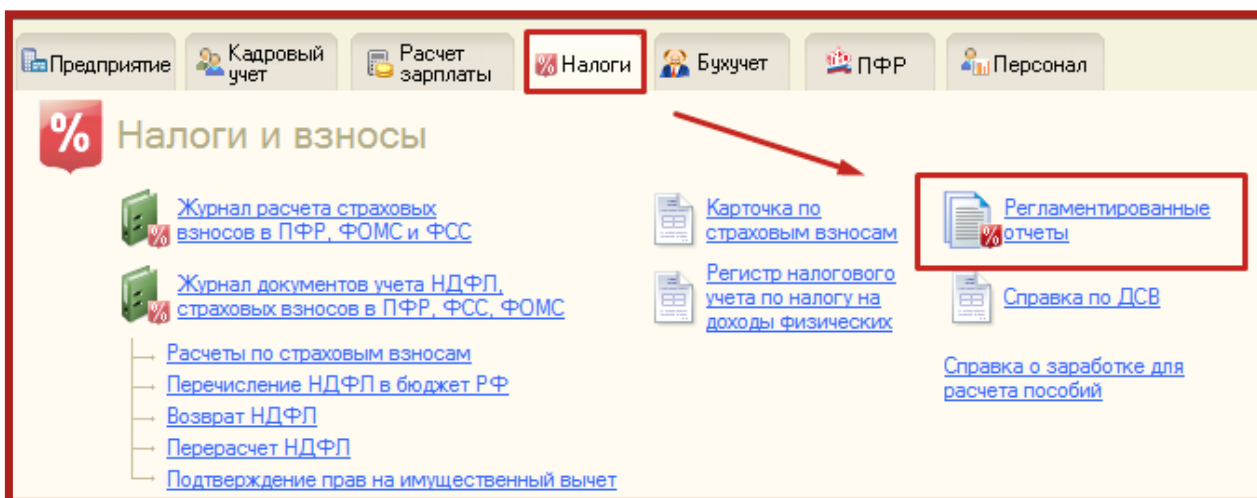 Предприятие
Кадровый
учет
Расчет
зарплаты
Налоги
Бухучет
ПФР
Персонал
% Налоги и взносы
Журнал расчета страховых
взносов в ПФР, ФОМС и ФСС
Журнал документов учета НДФЛ,
страховых взносов в ПФР, ФСС, ФОМС
Расчеты по страховым взносам
Перечисление НДФЛ в бюджет РФ
Возврат НДФЛ
Перерасчет НДФЛ
Подтверждение прав на имущественный вычет
Карточка по
страховым взносам
Регистр налогового
учета по налогу на
доходы физических
Регламентированные
отчеты
Справка по ДСВ
Справка о заработке для
расчета пособий